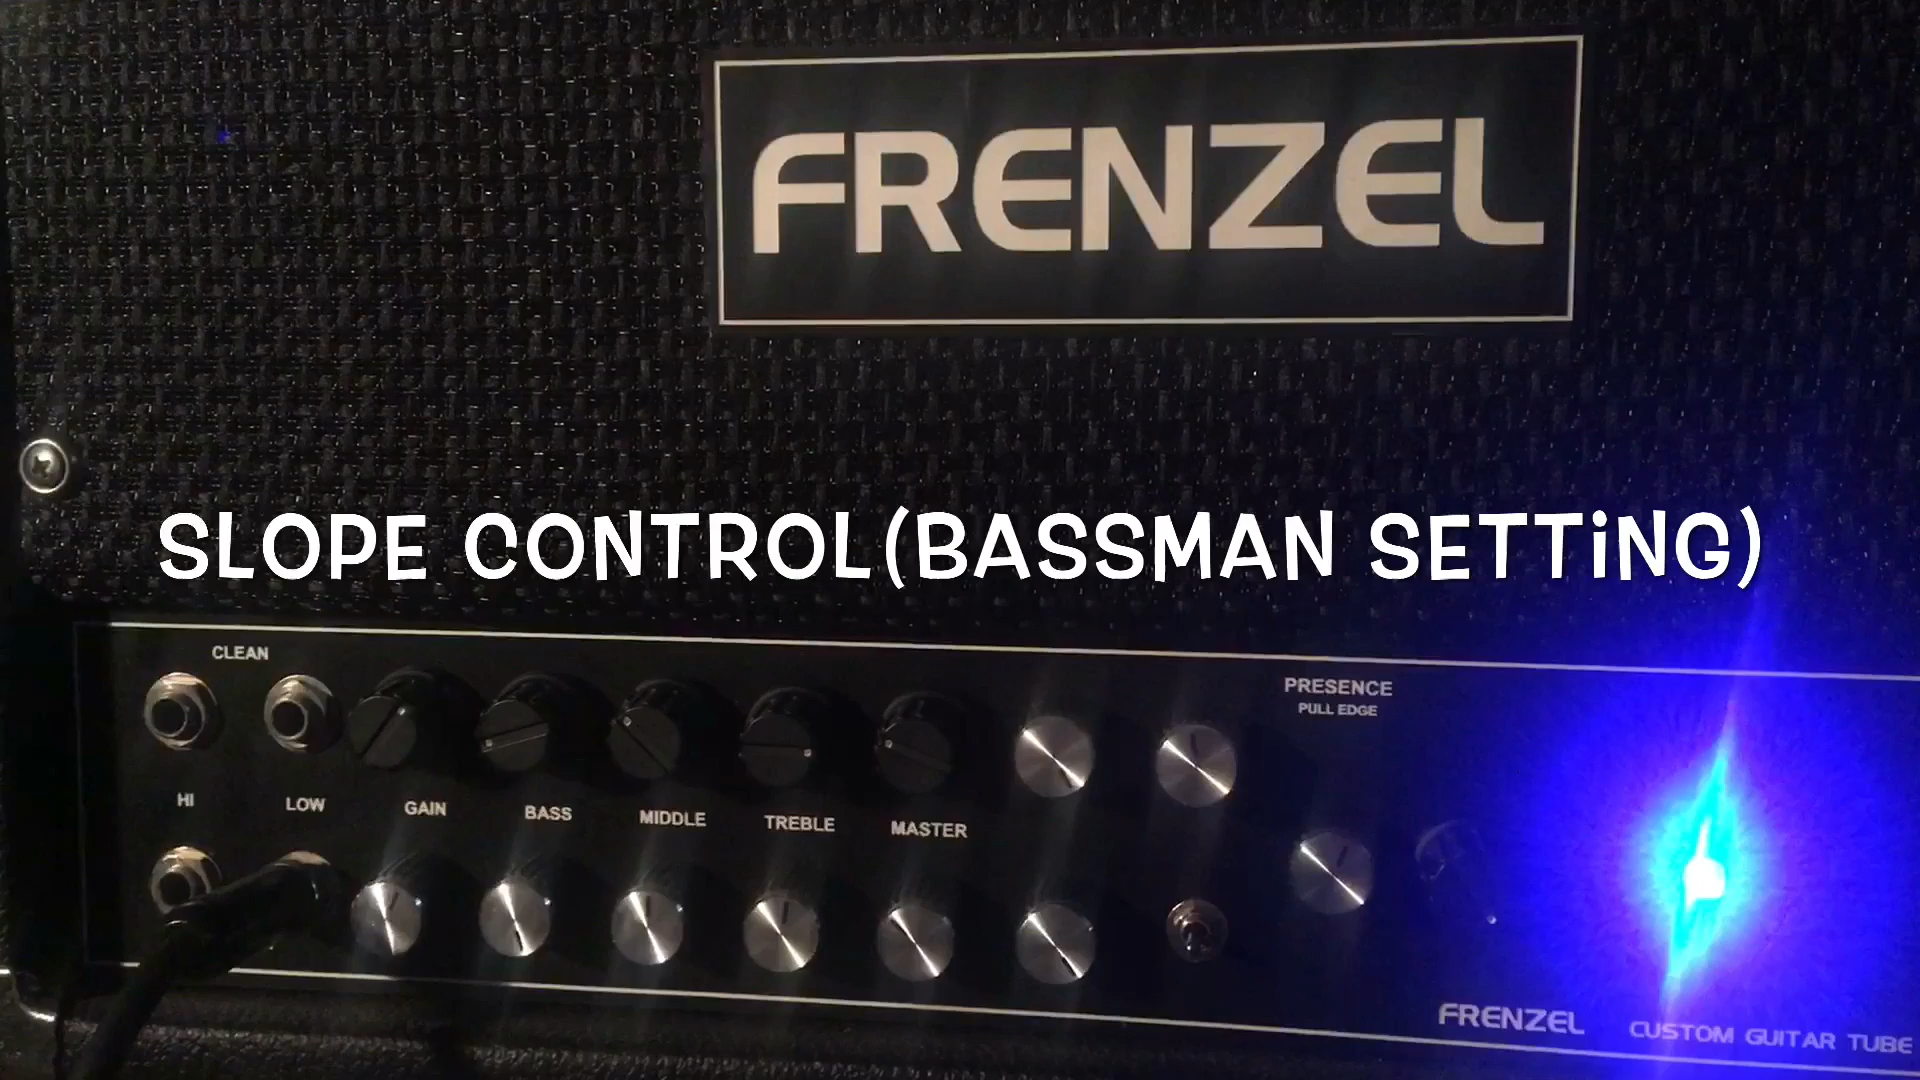 FRENZEL
SLOPE CONTROL(BASSMAN SETTiNG)
CLEAN
PRESENCE
PULL EDGE
HI LOW GAIN BASS MIDDLE TREBLE MASTER
FRENZEL CUSTOM GUITAR TUBE